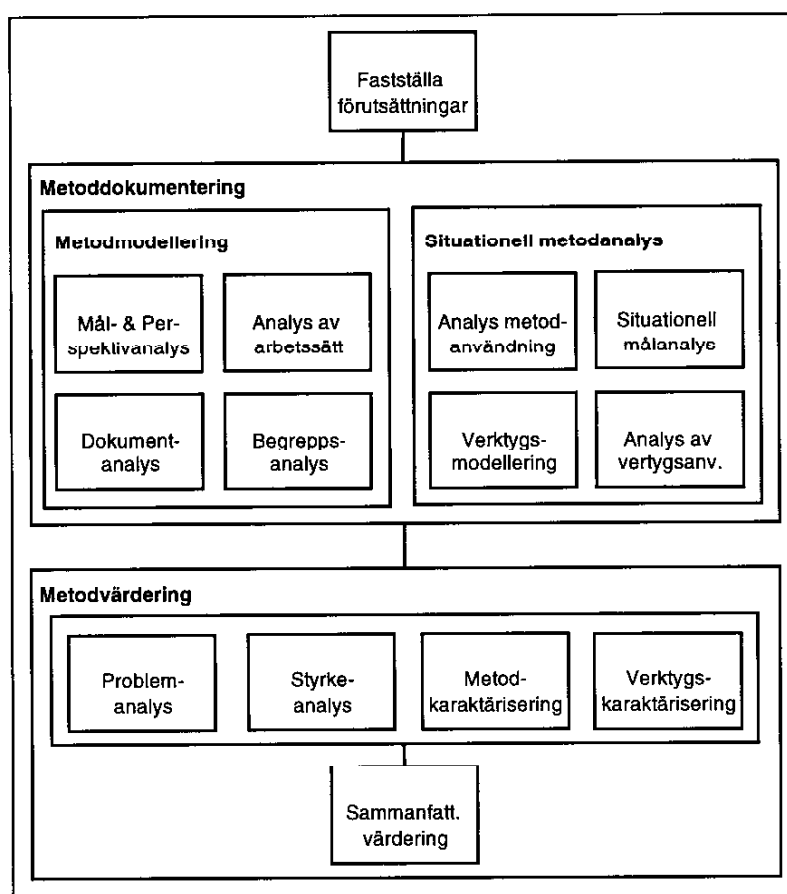 Fastställa
förutsättningar
Metoddokumentering
Metodmodellering
Mål- & Per-
spektivanalys
Analys av
arbetssätt
Dokument-
analys
Begrepps-
analys
Situationell metodanalys
Analys metod-
användning
Situationell
målanalys
Verktygs-
modellering
Analys av
vertygsanv.
Metodvärdering
Problem-
analys
Styrke-
analys
Metod-
karaktärisering
Verktygs-
karaktärisering
Sammanfatt.
värdering